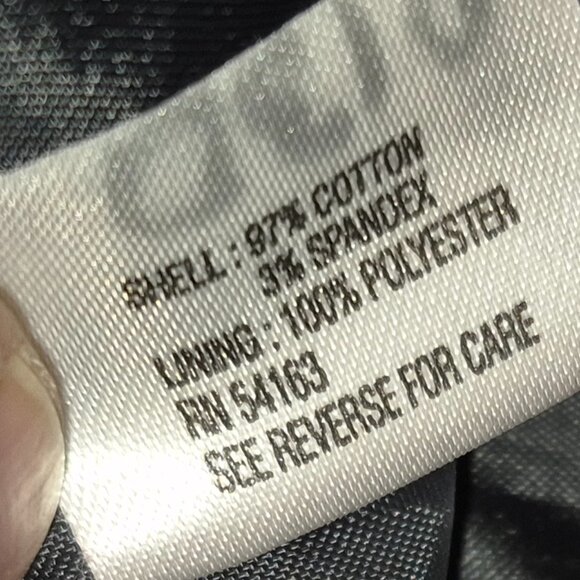 SHELL : 97% COTTON
3% SPANDEX
LINING : 100% POLYESTER
RN 54163
SEE REVERSE FOR CARE